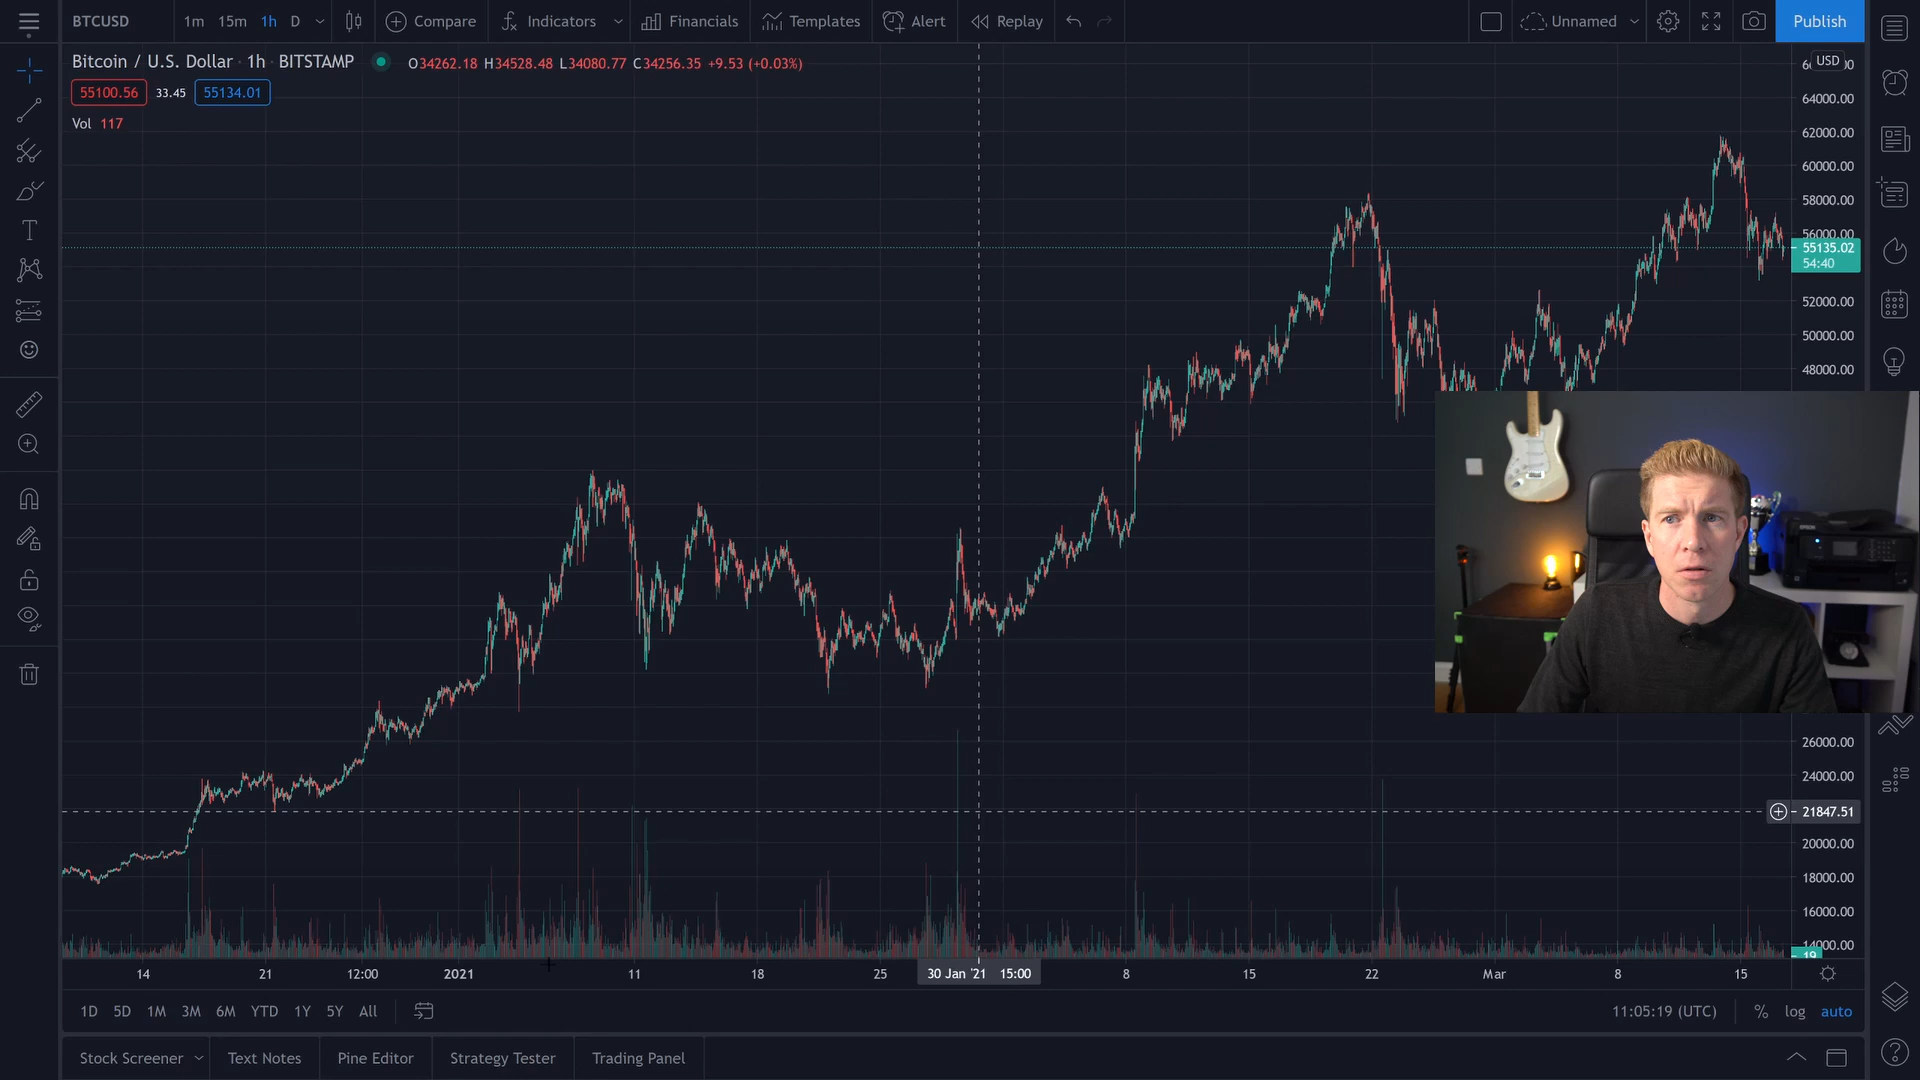 BTCUSD 1m 15m 1h D Compare Indicators Financials Templates Alert Replay Unnamed Publish
Bitcoin / U.S. Dollar · 1h · BITSTAMP O34262.18 H34528.48 L34080.77 C34256.35 +9.53 (+0.03%)
USD
55100.56 33.45 55134.01
Vol 117
64000.00
62000.00
60000.00
58000.00
56000.00
55135.02
54:40
52000.00
50000.00
48000.00
EPSON
26000.00
24000.00
21847.51
20000.00
18000.00
16000.00
14000.00
19
14 21 12:00 2021 11 18 25 30 Jan '21 15:00 8 15 22 Mar 8 15
1D 5D 1M 3M 6M YTD 1Y 5Y All 11:05:19 (UTC) % log auto
Stock Screener Text Notes Pine Editor Strategy Tester Trading Panel